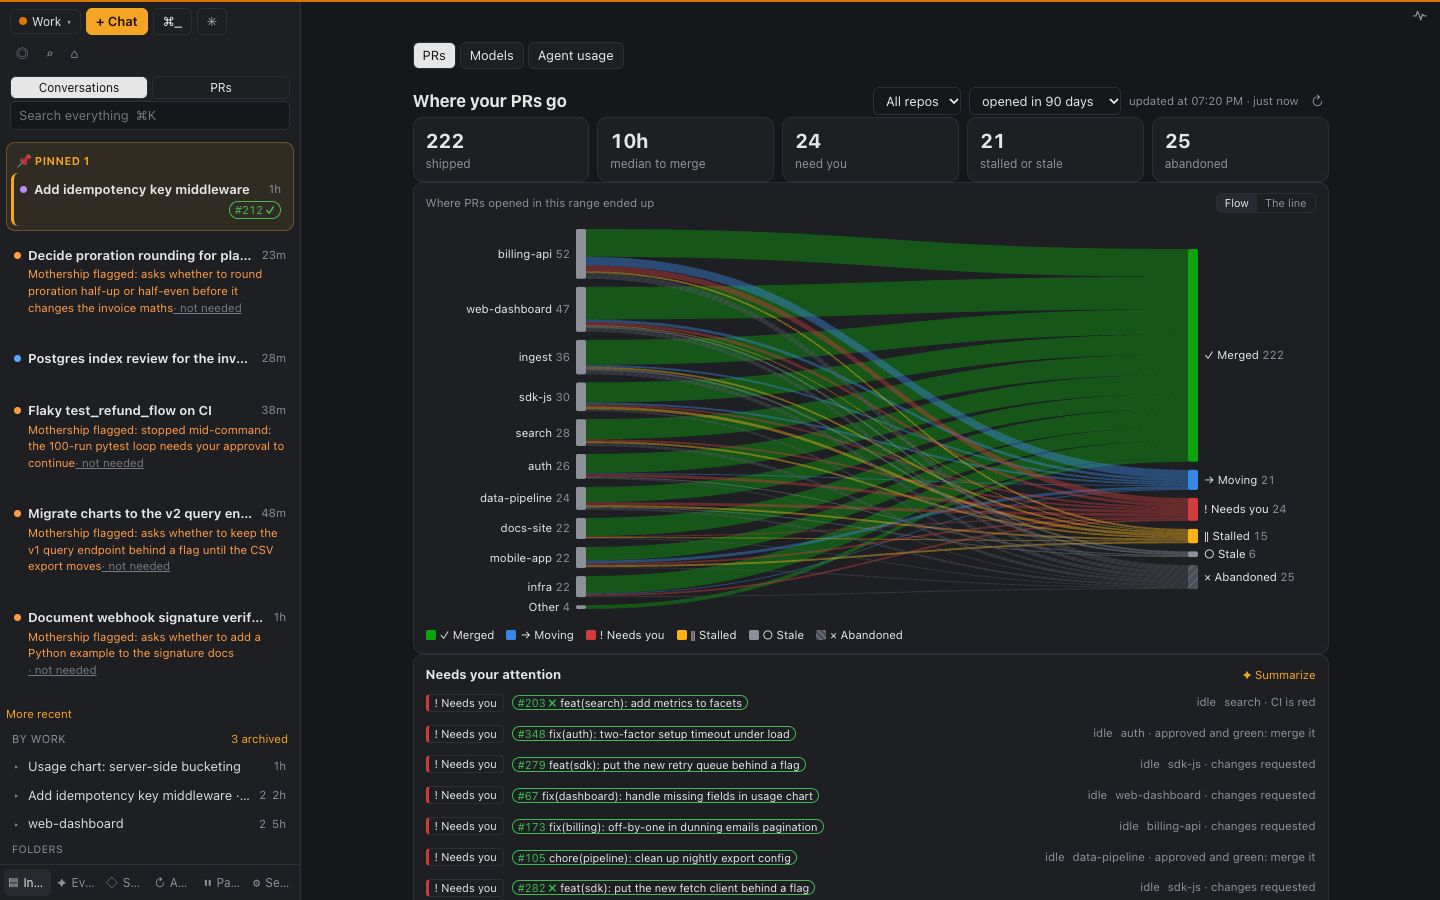 Work
+ Chat
⌘_
Conversations
PRs
Search everything ⌘K
PINNED 1
Add idempotency key middleware 1h
#212 ✓
Decide proration rounding for pla... 23m
Mothership flagged: asks whether to round
proration half-up or half-even before it
changes the invoice maths · not needed
Postgres index review for the inv... 28m
Flaky test_refund_flow on CI 38m
Mothership flagged: stopped mid-command:
the 100-run pytest loop needs your approval to
continue · not needed
Migrate charts to the v2 query en... 48m
Mothership flagged: asks whether to keep the
v1 query endpoint behind a flag until the CSV
export moves · not needed
Document webhook signature verif... 1h
Mothership flagged: asks whether to add a
Python example to the signature docs
· not needed
More recent
BY WORK 3 archived
Usage chart: server-side bucketing 1h
Add idempotency key middleware ·... 2 2h
web-dashboard 2 5h
FOLDERS
In... Ev... S... A... Pa... Se...
PRs Models Agent usage
Where your PRs go
All repos
opened in 90 days
updated at 07:20 PM · just now
222
shipped
10h
median to merge
24
need you
21
stalled or stale
25
abandoned
Where PRs opened in this range ended up
Flow The line
billing-api 52
web-dashboard 47
ingest 36
sdk-js 30
search 28
auth 26
data-pipeline 24
docs-site 22
mobile-app 22
infra 22
Other 4
✓ Merged 222
→ Moving 21
! Needs you 24
‖ Stalled 15
○ Stale 6
× Abandoned 25
✓ Merged → Moving ! Needs you ‖ Stalled ○ Stale × Abandoned
Needs your attention
✦ Summarize
! Needs you #203 × feat(search): add metrics to facets idle search · CI is red
! Needs you #348 fix(auth): two-factor setup timeout under load idle auth · approved and green: merge it
! Needs you #279 feat(sdk): put the new retry queue behind a flag idle sdk-js · changes requested
! Needs you #67 fix(dashboard): handle missing fields in usage chart idle web-dashboard · changes requested
! Needs you #173 fix(billing): off-by-one in dunning emails pagination idle billing-api · changes requested
! Needs you #105 chore(pipeline): clean up nightly export config idle data-pipeline · approved and green: merge it
! Needs you #282 × feat(sdk): put the new fetch client behind a flag idle sdk-js · changes requested